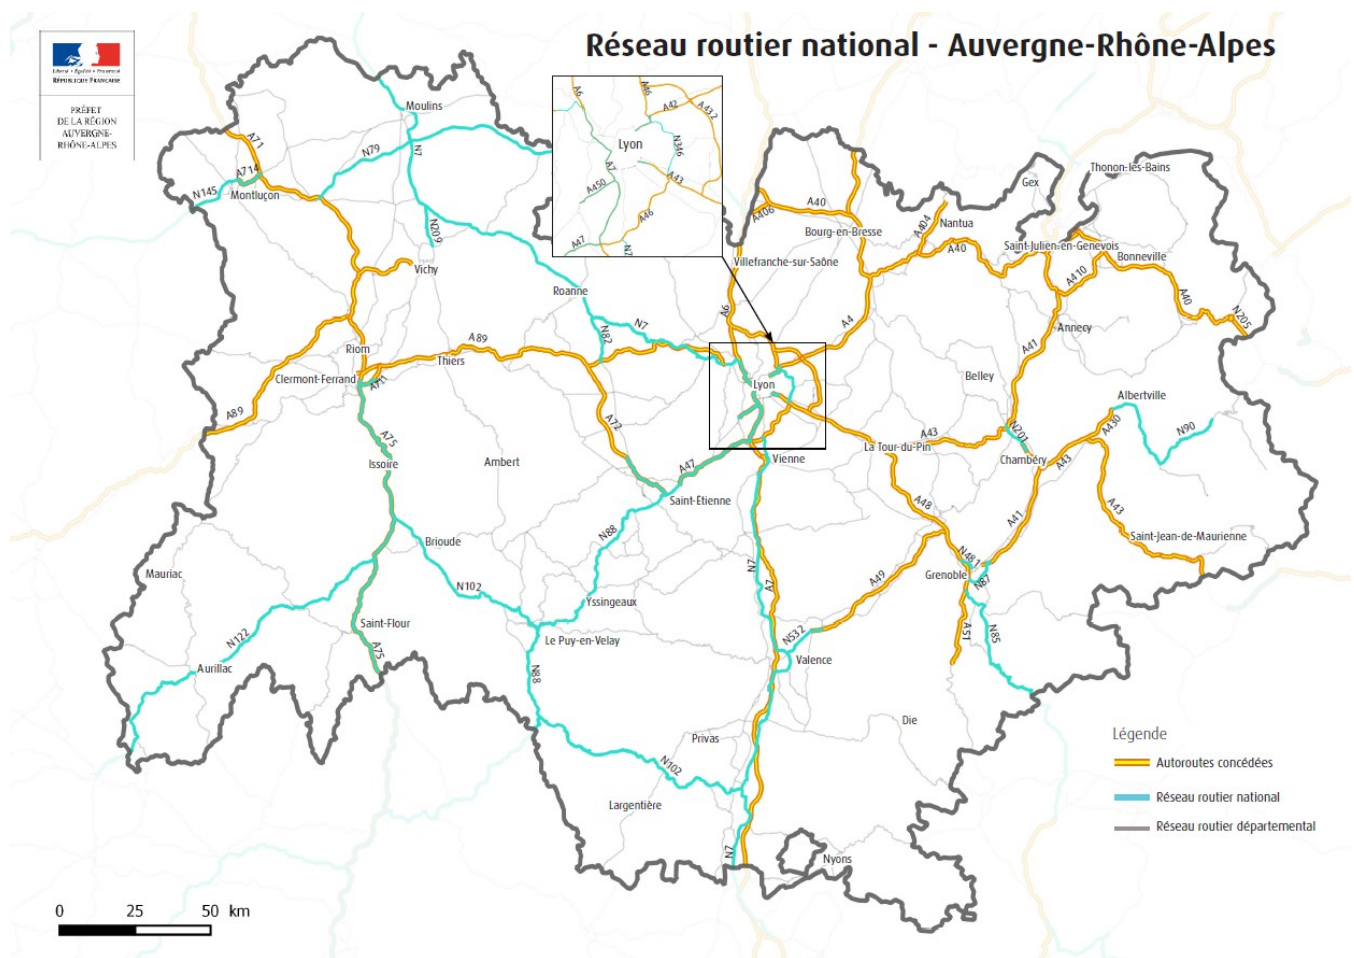 Réseau routier national - Auvergne-Rhône-Alpes
Liberté • Égalité • Fraternité
RÉPUBLIQUE FRANÇAISE
PRÉFET
DE LA RÉGION
AUVERGNE-
RHÔNE-ALPES
A6
A46
A42
A432
Lyon
N346
A7
A43
A450
A46
A47
N7
Moulins
A71
N79
N7
A714
N145
Montluçon
N209
Vichy
Thonon-les-Bains
Gex
A406
A40
Bourg-en-Bresse
A404
Nantua
A40
Saint-Julien-en-Genevois
Bonneville
Villefranche-sur-Saône
A410
A40
N205
Roanne
A6
N7
N82
A4
Annecy
Riom
A89
Thiers
A41
Clermont-Ferrand
A711
Lyon
Belley
Albertville
A89
A72
A430
N90
A75
A43
N201
La Tour-du-Pin
Issoire
Ambert
A47
Vienne
Chambéry
A43
Saint-Etienne
A48
A41
A43
N88
Brioude
Saint-Jean-de-Maurienne
N481
Mauriac
N102
N7
A7
A49
Grenoble
N87
Yssingeaux
Saint-Flour
N122
Le Puy-en-Velay
N532
A51
N85
A75
Aurillac
N88
Valence
Die
Privas
Légende
N102
Autoroutes concédées
Largentière
Réseau routier national
Réseau routier départemental
N7
Nyons
0 25 50 km